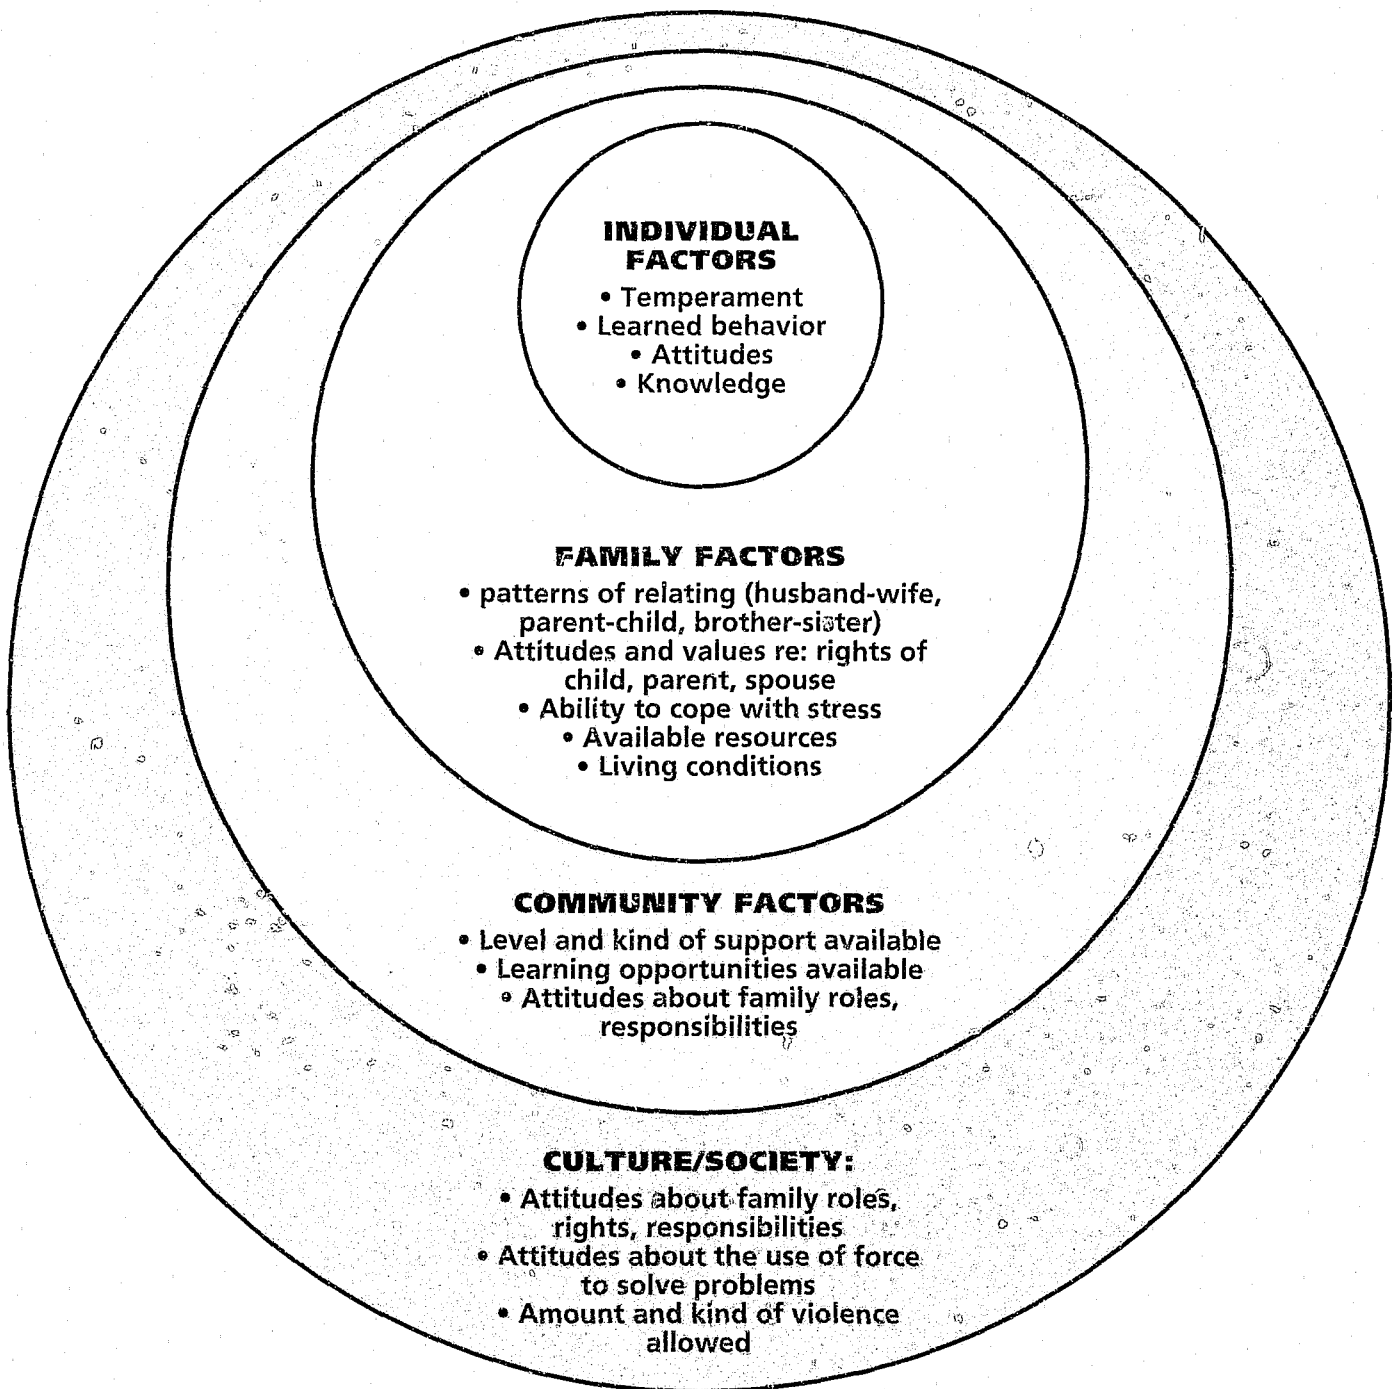 INDIVIDUAL
FACTORS
• Temperament
• Learned behavior
• Attitudes
• Knowledge
FAMILY FACTORS
• patterns of relating (husband-wife,
parent-child, brother-sister)
• Attitudes and values re: rights of
child, parent, spouse
• Ability to cope with stress
• Available resources
• Living conditions
COMMUNITY FACTORS
• Level and kind of support available
• Learning opportunities available
• Attitudes about family roles,
responsibilities
CULTURE/SOCIETY:
• Attitudes about family roles,
rights, responsibilities
• Attitudes about the use of force
to solve problems
• Amount and kind of violence
allowed